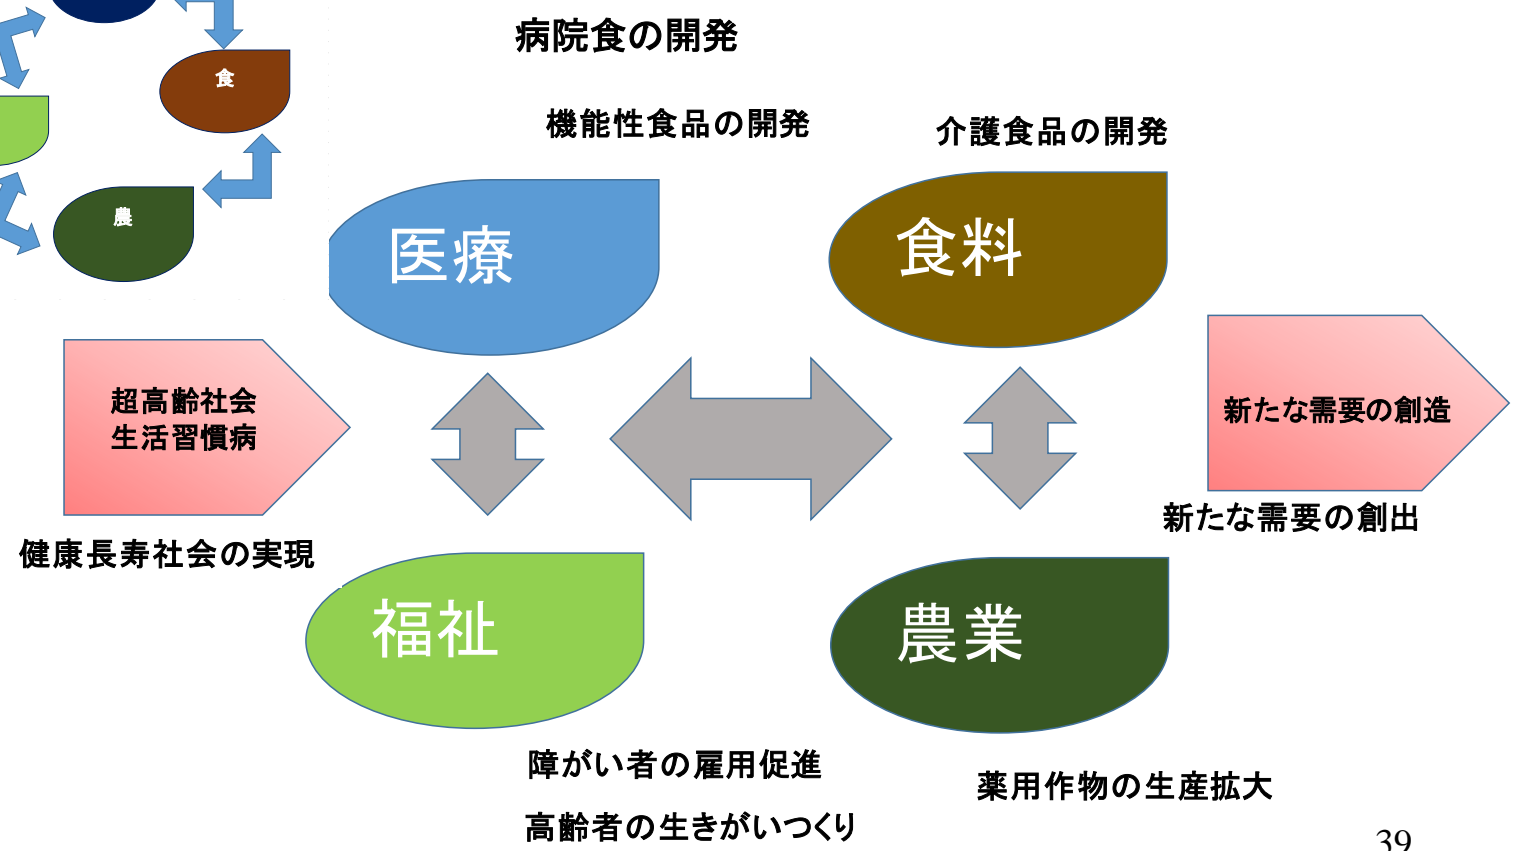 病院食の開発
食
機能性食品の開発
介護食品の開発
農
医療
食料
超高齢社会
生活習慣病
新たな需要の創造
新たな需要の創出
健康長寿社会の実現
福祉
農業
障がい者の雇用促進
薬用作物の生産拡大
高齢者の生きがいつくり
39